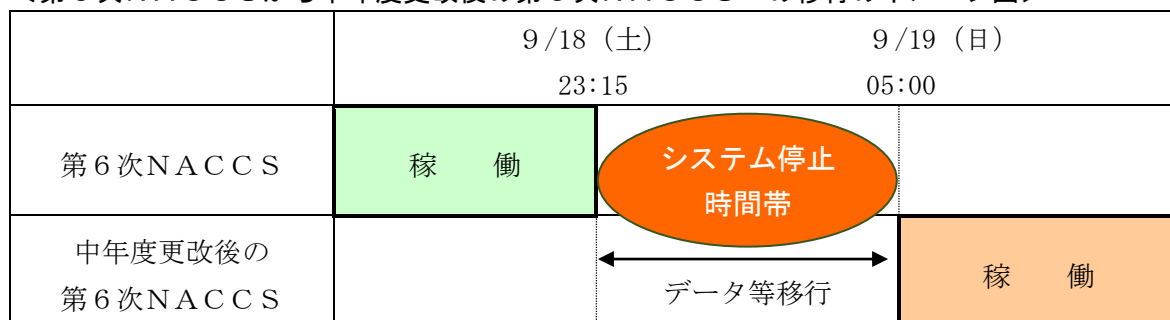 9/18（土）
9/19（日）
23:15
05:00
第６次ＮＡＣＣＳ
稼　働
システム停止
時間帯
中年度更改後の
第６次ＮＡＣＣＳ
データ等移行
稼　働